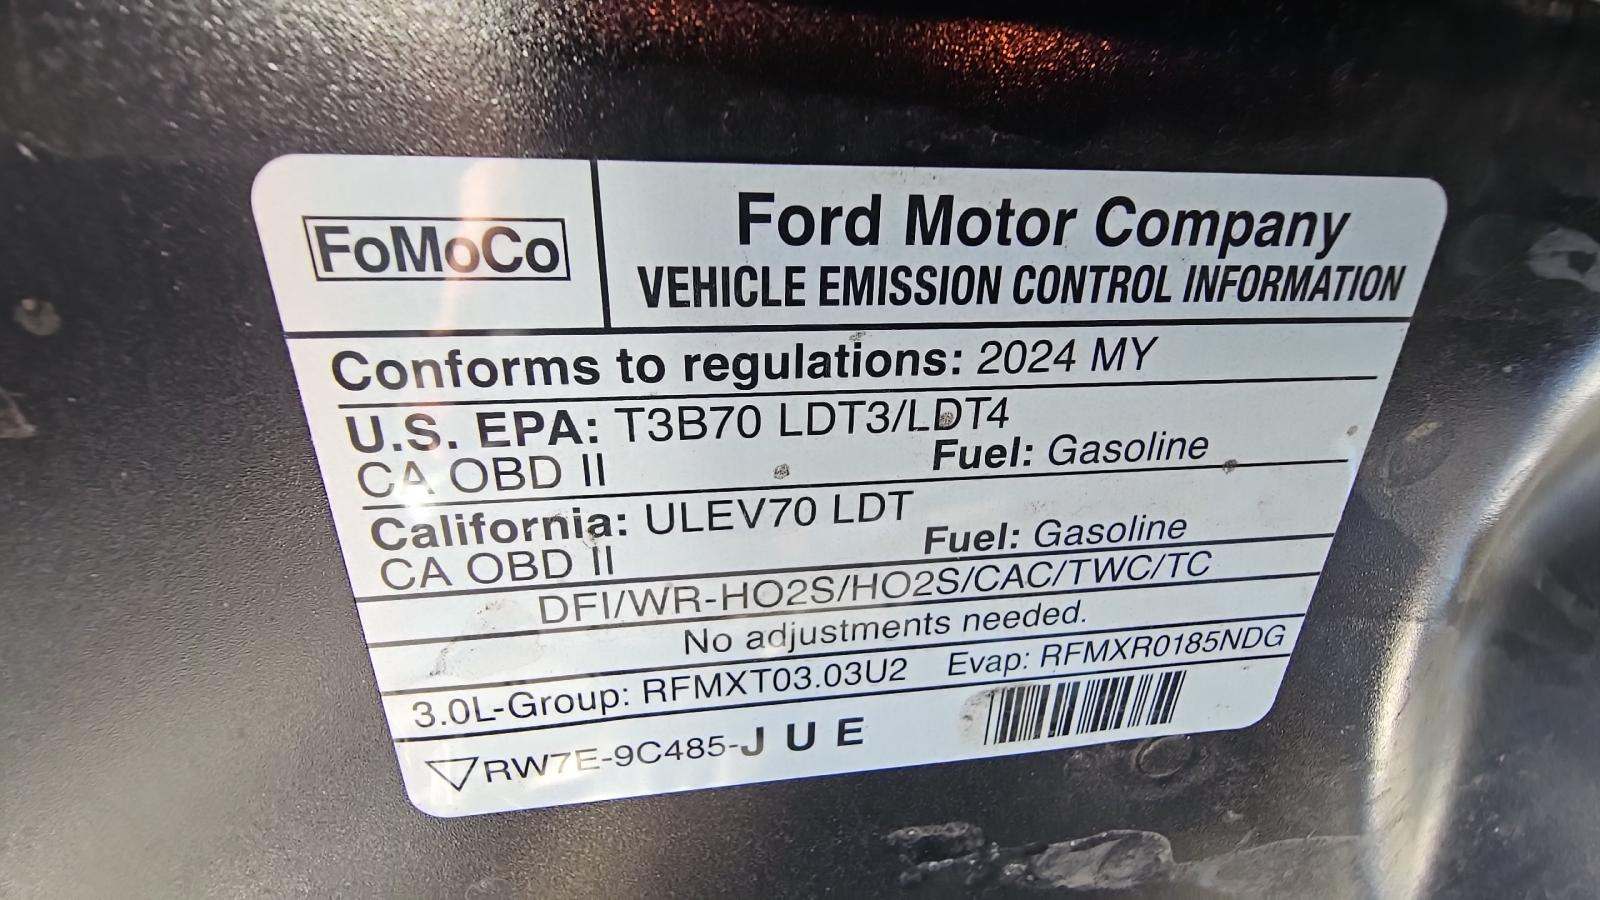 FoMoCo
Ford Motor Company
VEHICLE EMISSION CONTROL INFORMATION
Conforms to regulations: 2024 MY
U.S. EPA: T3B70 LDT3/LDT4
CA OBD II Fuel: Gasoline
California: ULEV70 LDT
CA OBD II Fuel: Gasoline
DFI/WR-HO2S/HO2S/CAC/TWC/TC
No adjustments needed.
3.0L-Group: RFMXT03.03U2 Evap: RFMXR0185NDG
RW7E-9C485-J U E